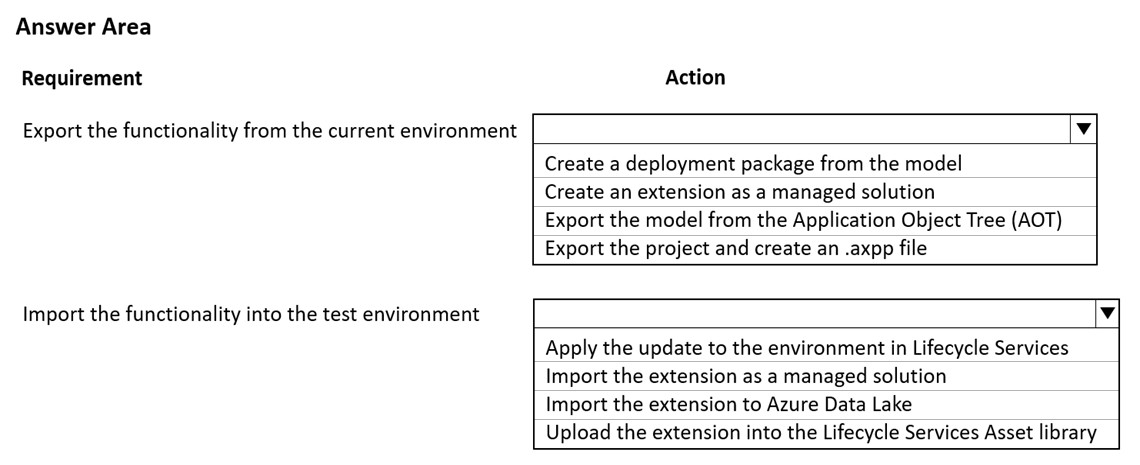 Answer Area
Requirement Action
Export the functionality from the current environment
Create a deployment package from the model
Create an extension as a managed solution
Export the model from the Application Object Tree (AOT)
Export the project and create an .axpp file
Import the functionality into the test environment
Apply the update to the environment in Lifecycle Services
Import the extension as a managed solution
Import the extension to Azure Data Lake
Upload the extension into the Lifecycle Services Asset library